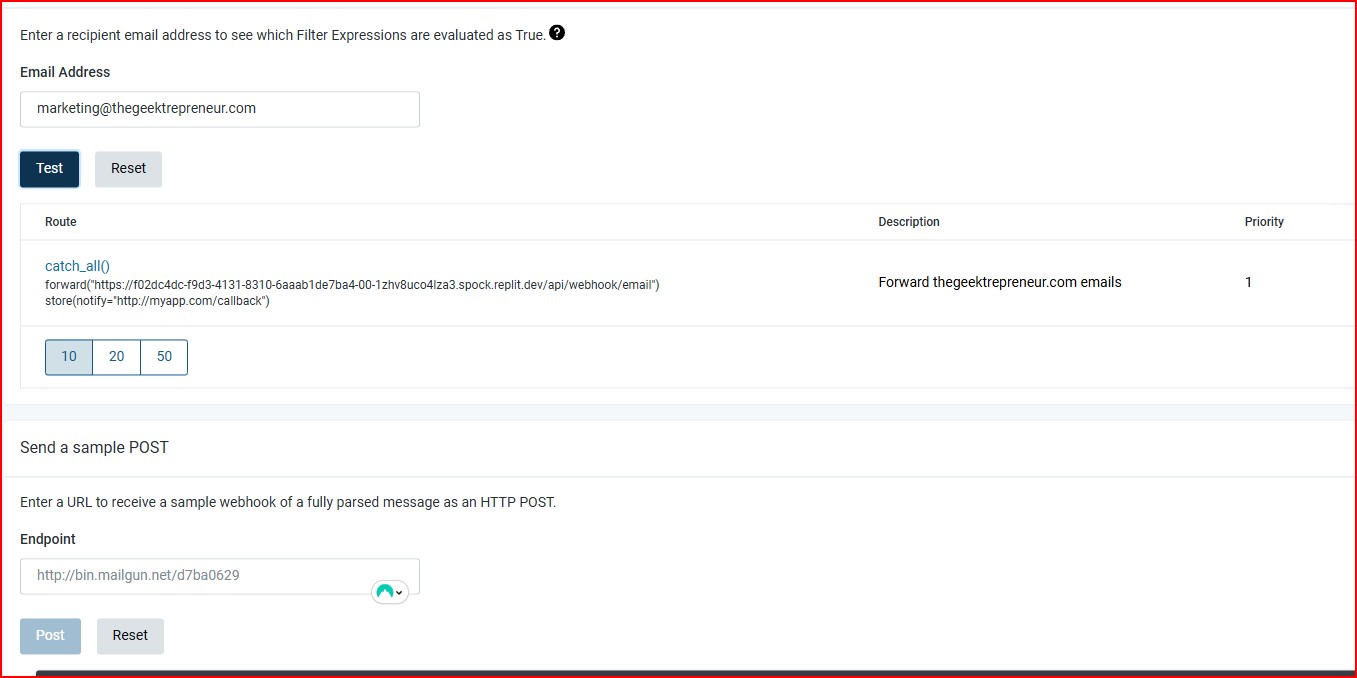 Enter a recipient email address to see which Filter Expressions are evaluated as True. ?
Email Address
marketing@thegeektrepreneur.com
Test Reset
Route Description Priority
catch_all()
forward("https://f02dc4dc-f9d3-4131-8310-6aaab1de7ba4-00-1zhv8uco4lza3.spock.replit.dev/api/webhook/email")
store(notify="http://myapp.com/callback")
Forward thegeektrepreneur.com emails 1
10 20 50
Send a sample POST
Enter a URL to receive a sample webhook of a fully parsed message as an HTTP POST.
Endpoint
http://bin.mailgun.net/d7ba0629
Post Reset